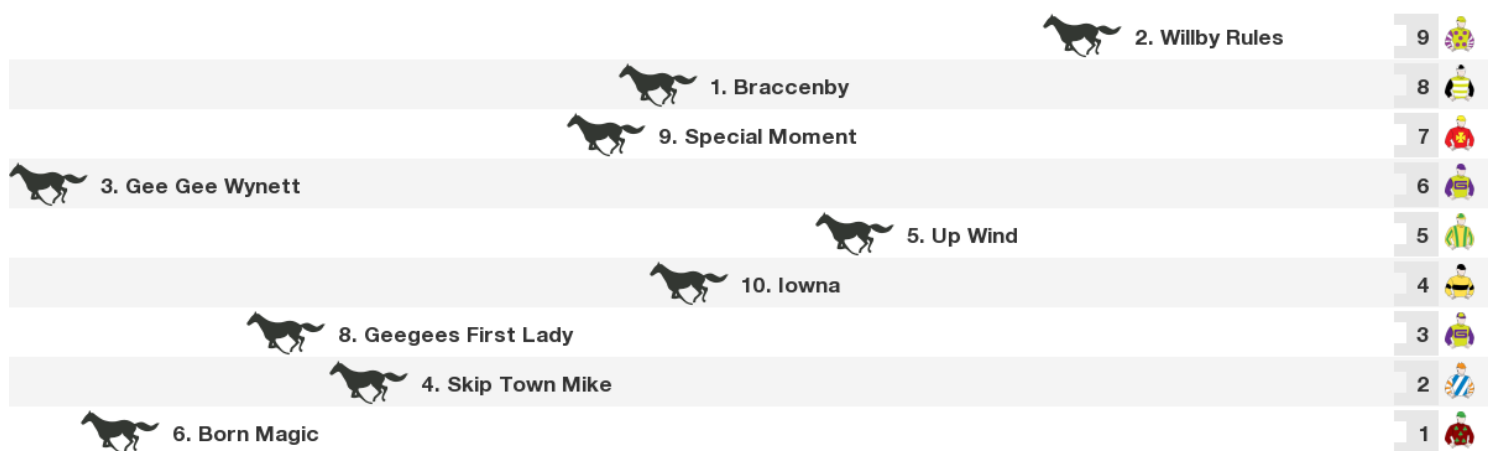 2. Willby Rules 9
1. Braccenby 8
9. Special Moment 7
3. Gee Gee Wynett 6
5. Up Wind 5
10. Iowna 4
8. Geegees First Lady 3
4. Skip Town Mike 2
6. Born Magic 1